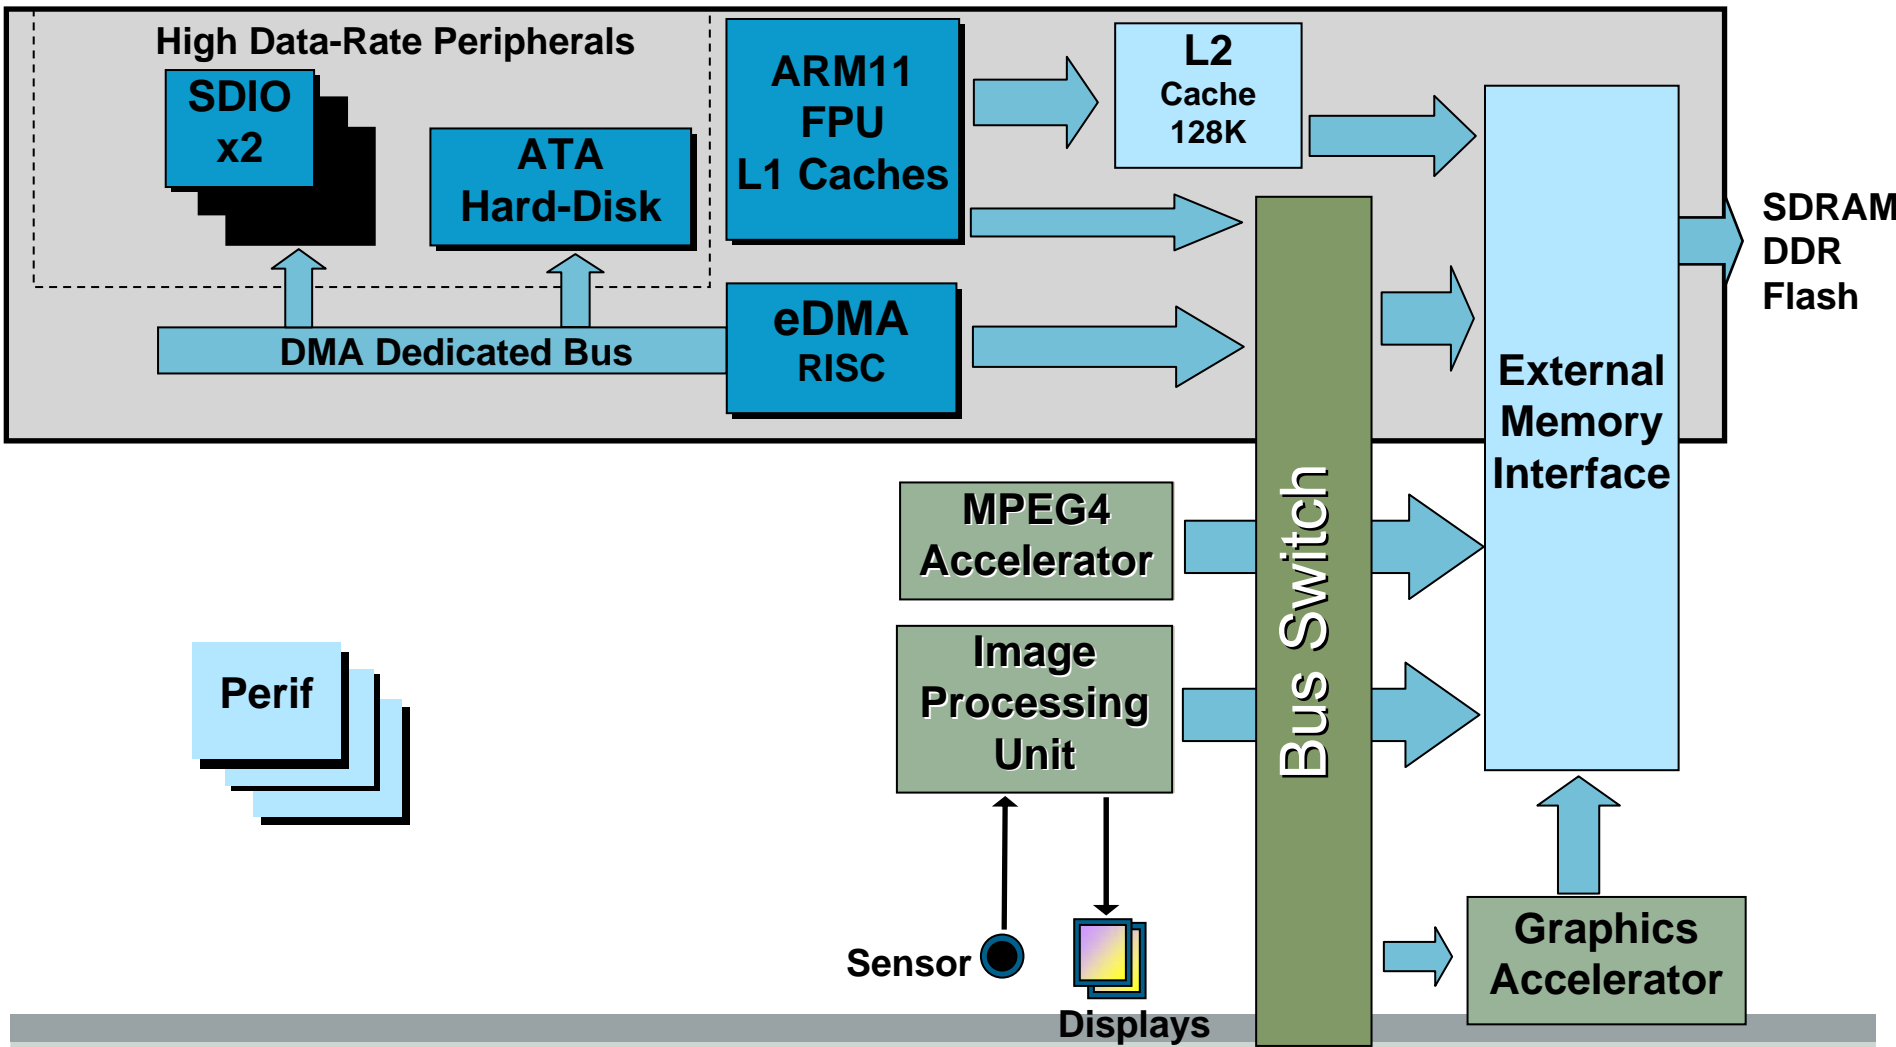 High Data-Rate Peripherals
SDIO
x2
ATA
Hard-Disk
ARM11
FPU
L1 Caches
L2
Cache
128K
SDRAM
DDR
Flash
DMA Dedicated Bus
eDMA
RISC
External
Memory
Interface
MPEG4
Accelerator
Bus Switch
Image
Processing
Unit
Perif
Sensor
Displays
Graphics
Accelerator